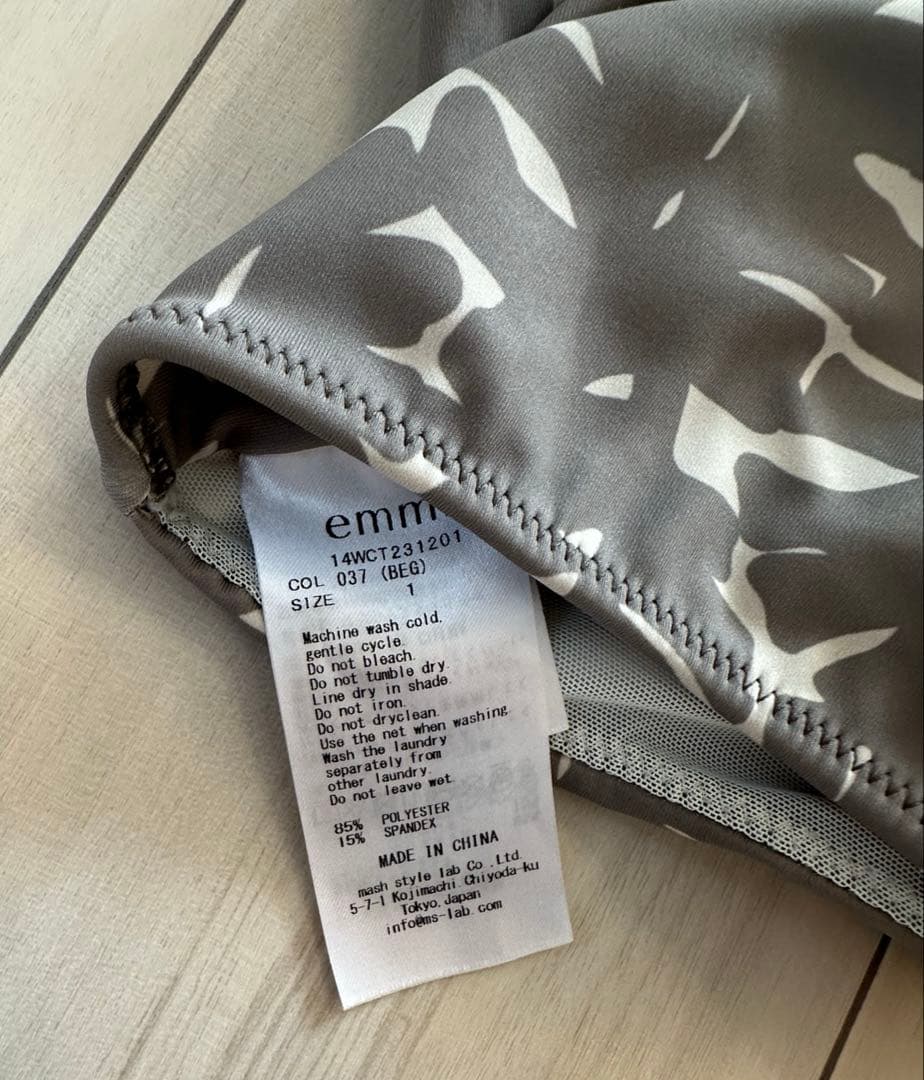 emm
14WCT231201
COL 037 (BEG)
SIZE 1
Machine wash cold.
gentle cycle.
Do not bleach.
Do not tumble dry.
Line dry in shade.
Do not iron.
Do not dryclean.
Use the net when washing.
Wash the laundry
separately from
other laundry.
Do not leave wet.
85% POLYESTER
15% SPANDEX
MADE IN CHINA
mash style lab Co.,Ltd.
5-7-1 Kojimachi.Chiyoda-ku
Tokyo.Japan
info@ms-lab.com